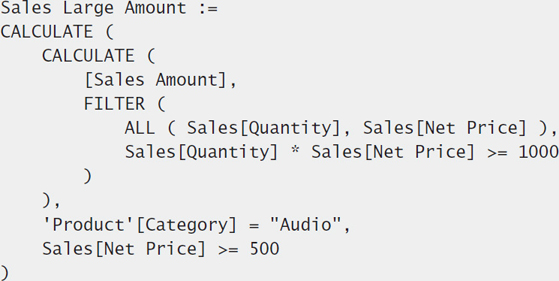 Sales Large Amount :=
CALCULATE (
    CALCULATE (
        [Sales Amount],
        FILTER (
            ALL ( Sales[Quantity], Sales[Net Price] ),
            Sales[Quantity] * Sales[Net Price] >= 1000
        )
    ),
    'Product'[Category] = "Audio",
    Sales[Net Price] >= 500
)